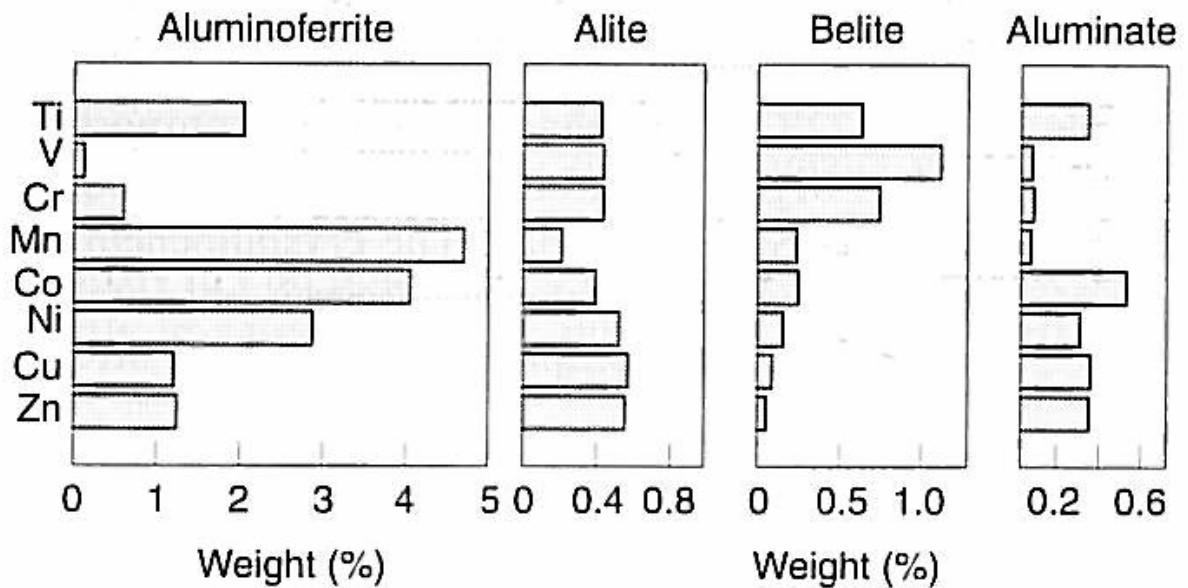 Aluminoferrite Alite Belite Aluminate
Ti
V
Cr
Mn
Co
Ni
Cu
Zn
0 1 2 3 4 5 0 0.4 0.8 0 0.5 1.0 0.2 0.6
Weight (%) Weight (%)